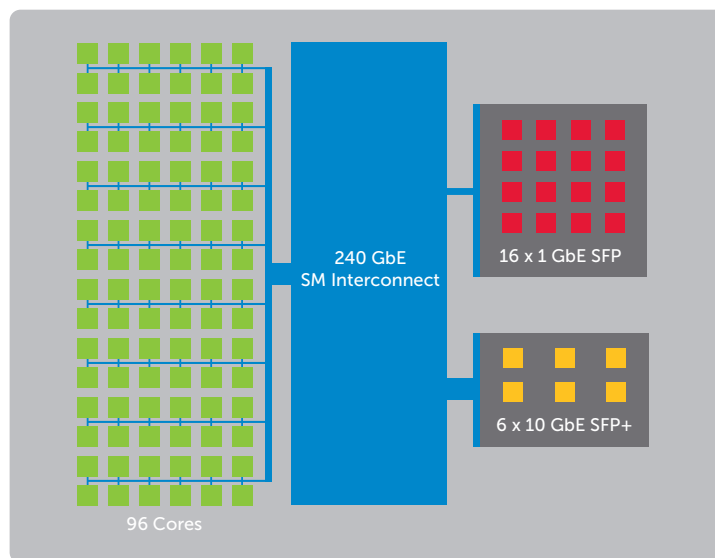 240 GbE
SM Interconnect
16 x 1 GbE SFP
6 x 10 GbE SFP+
96 Cores